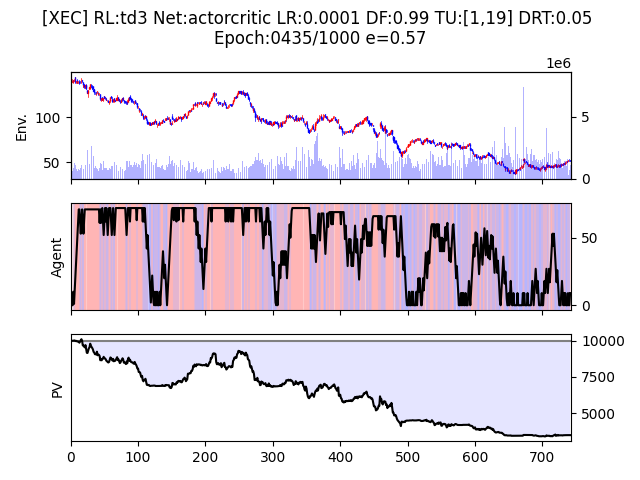 [XEC] RL:td3 Net:actorcritic LR:0.0001 DF:0.99 TU:[1,19] DRT:0.05
Epoch:0435/1000 e=0.57
1e6
Env.
100
50
5
0
Agent
50
0
PV
10000
7500
5000
0 100 200 300 400 500 600 700